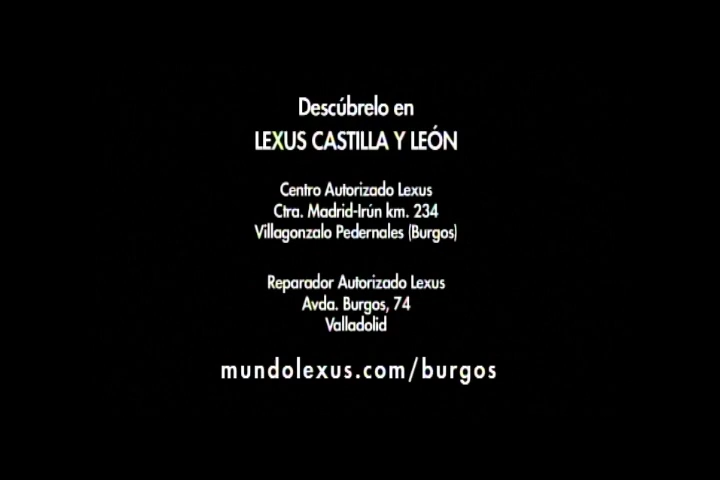 Descúbrelo en
LEXUS CASTILLA Y LEÓN
Centro Autorizado Lexus
Ctra. Madrid-Irún km. 234
Villagonzalo Pedernales (Burgos)
Reparador Autorizado Lexus
Avda. Burgos, 74
Valladolid
mundolexus.com/burgos